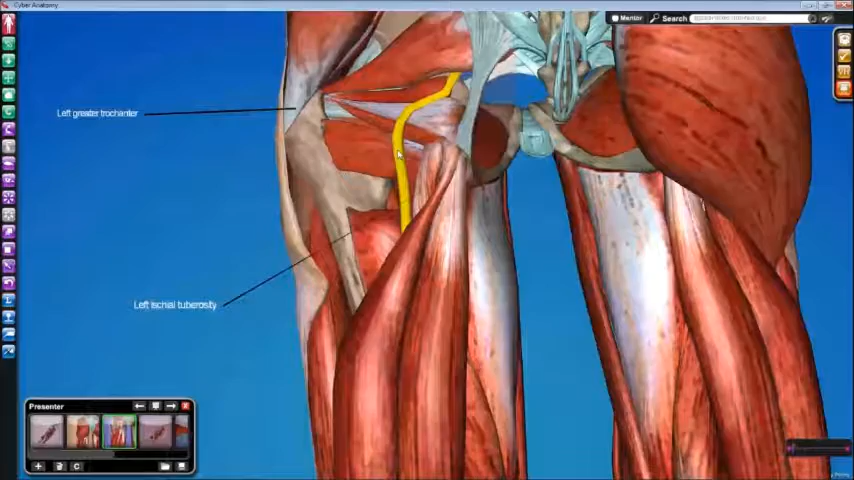 Cyber Anatomy
Mentor
Search
Left greater trochanter
Left ischial tuberosity
Presenter
C